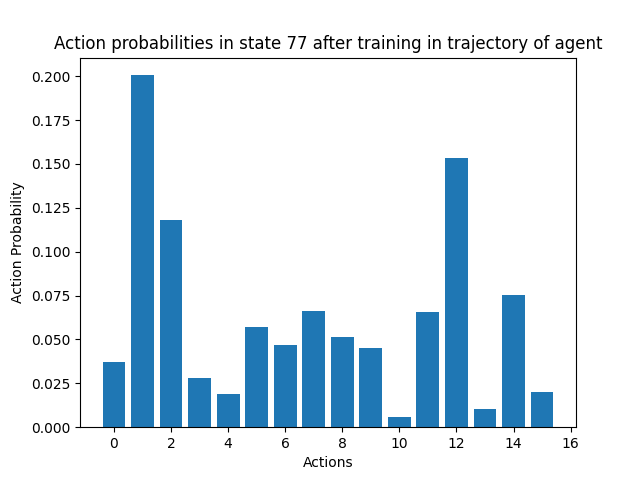 Action probabilities in state 77 after training in trajectory of agent
0.200
0.175
0.150
0.125
0.100
0.075
0.050
0.025
0.000
Action Probability
0 2 4 6 8 10 12 14 16
Actions